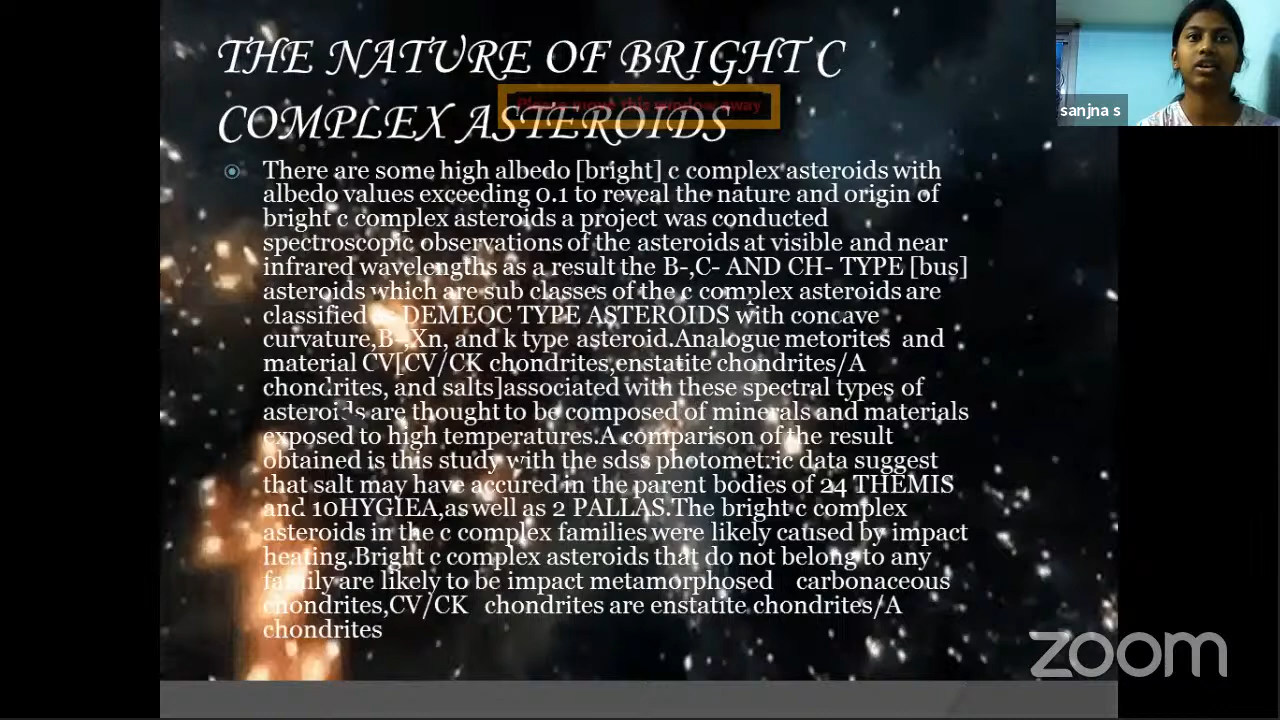 THE NATURE OF BRIGHT C
COMPLEX ASTEROIDS
Please move this window away
sanjna s
There are some high albedo [bright] c complex asteroids with
albedo values exceeding 0.1 to reveal the nature and origin of
bright c complex asteroids a project was conducted
spectroscopic observations of the asteroids at visible and near
infrared wavelengths as a result the B-,C- AND CH- TYPE [bus]
asteroids which are sub classes of the c complex asteroids are
classified DEMEOC TYPE ASTEROIDS with concave
curvature,B-,Xn, and k type asteroid.Analogue metorites and
material CV[CV/CK chondrites,enstatite chondrites/A
chondrites, and salts]associated with these spectral types of
asteroids are thought to be composed of minerals and materials
exposed to high temperatures.A comparison of the result
obtained is this study with the sdss photometric data suggest
that salt may have accured in the parent bodies of 24 THEMIS
and 10HYGIEA,as well as 2 PALLAS.The bright c complex
asteroids in the c complex families were likely caused by impact
heating.Bright c complex asteroids that do not belong to any
family are likely to be impact metamorphosed carbonaceous
chondrites,CV/CK chondrites are enstatite chondrites/A
chondrites
zoom